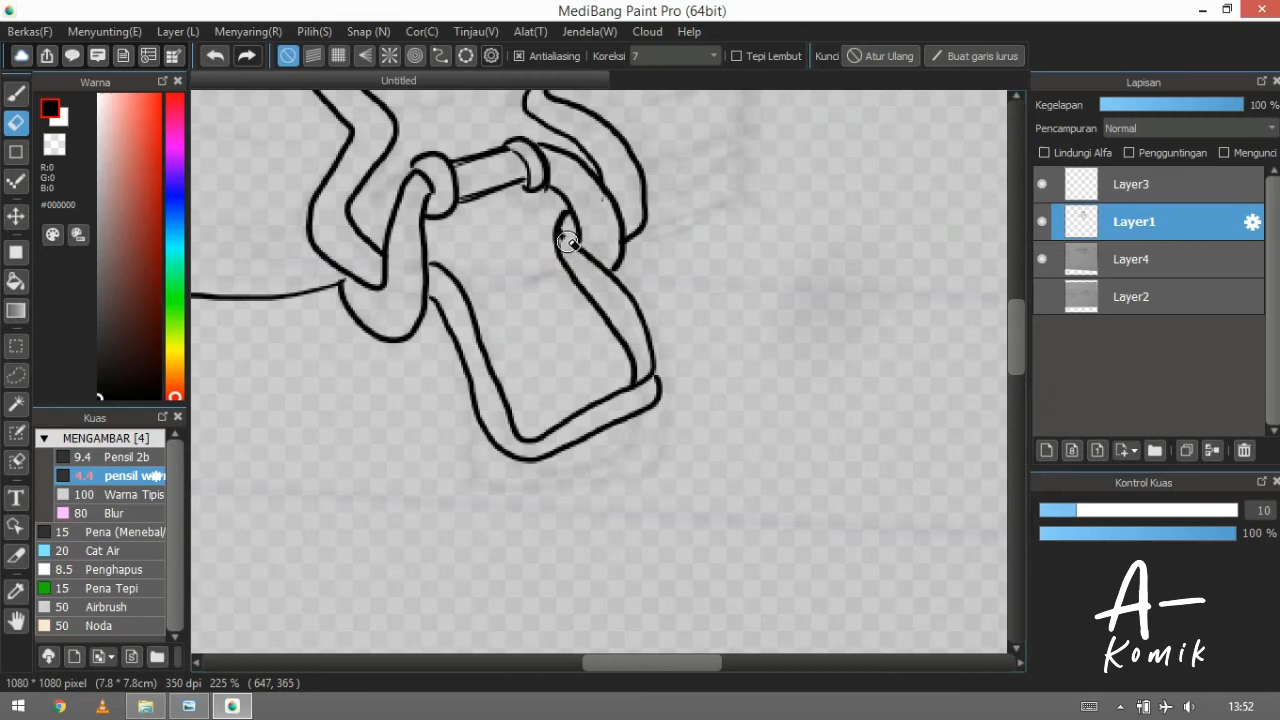 MediBang Paint Pro (64bit)
Berkas(F) Menyunting(E) Layer (L) Menyaring(R) Pilih(S) Snap (N) Cor(C) Tinjau(V) Alat(T) Jendela(W) Cloud Help
Antialiasing Koreksi 7 Tepi Lembut Kunci Atur Ulang Buat garis lurus
Warna
Untitled
Lapisan
Kegelapan 100 %
Pencampuran Normal
Lindungi Alfa Pengguntingan Mengunci
R:0
G:0
B:0
#000000
Layer3
Layer1
Layer4
Layer2
Kuas
MENGAMBAR [4]
9.4 Pensil 2b
4.4 pensil
100 Warna Tipis
80 Blur
15 Pena (Menebal/
20 Cat Air
8.5 Penghapus
15 Pena Tepi
50 Airbrush
50 Noda
Kontrol Kuas
10
100 %
A-
Komik
1080 * 1080 pixel (7.8 * 7.8cm) 350 dpi 225 % ( 647, 365 )
13:52